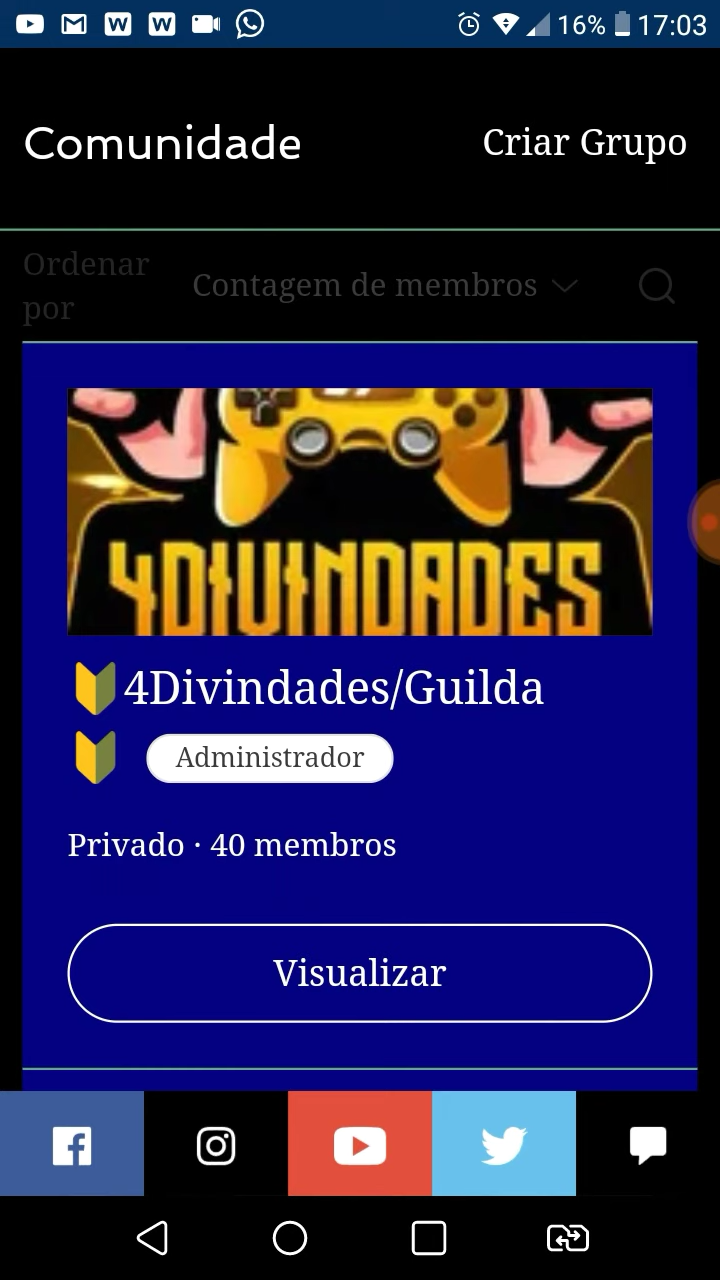 16% 17:03
Comunidade
Criar Grupo
Ordenar
por
Contagem de membros
4DIVINDADES
4Divindades/Guilda
Administrador
Privado · 40 membros
Visualizar